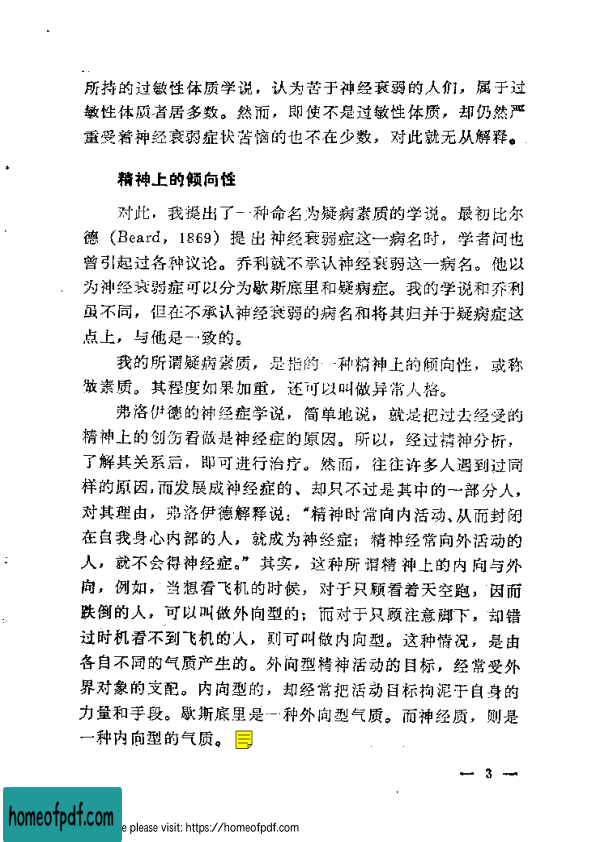 所持的过敏性体质学说，认为苦于神经衰弱的人们，属于过
敏性体质者居多数。然而，即使不是过敏性体质，却仍然严
重受着神经衰弱症状苦恼的也不在少数，对此就无从解释。
精神上的倾向性
对此，我提出了一种命名为疑病素质的学说。最初比尔
德（Beard，1869）提出神经衰弱症这一病名时，学者间也
曾引起过各种议论。乔利就不承认神经衰弱这一病名。他以
为神经衰弱症可以分为歇斯底里和疑病症。我的学说和乔利
虽不同，但在不承认神经衰弱的病名和将其归并于疑病症这
点上，与他是一致的。
我的所谓疑病素质，是指的一种精神上的倾向性，或称
做素质。其程度如果加重，还可以叫做异常人格。
弗洛伊德的神经症学说，简单地说，就是把过去经受的
精神上的创伤看做是神经症的原因。所以，经过精神分析，
了解其关系后，即可进行治疗。然而，往往许多人遇到过同
样的原因，而发展成神经症的、却只不过是其中的一部分人，
对其理由，弗洛伊德解释说：“精神时常向内活动、从而封闭
在自我身心内部的人，就成为神经症；精神经常向外活动的
人，就不会得神经症。”其实，这种所谓精神上的内向与外
向，例如，当想看飞机的时候，对于只顾看着天空跑，因而
跌倒的人，可以叫做外向型的；而对于只顾注意脚下，却错
过时机看不到飞机的人，则可叫做内向型。这种情况，是由
各自不同的气质产生的。外向型精神活动的目标，经常受外
界对象的支配。内向型的，却经常把活动目标拘泥于自身的
力量和手段。歇斯底里是一种外向型气质。而神经质，则是
一种内向型的气质。
— 3 —
homeofpdf.com
e please visit: https://homeofpdf.com